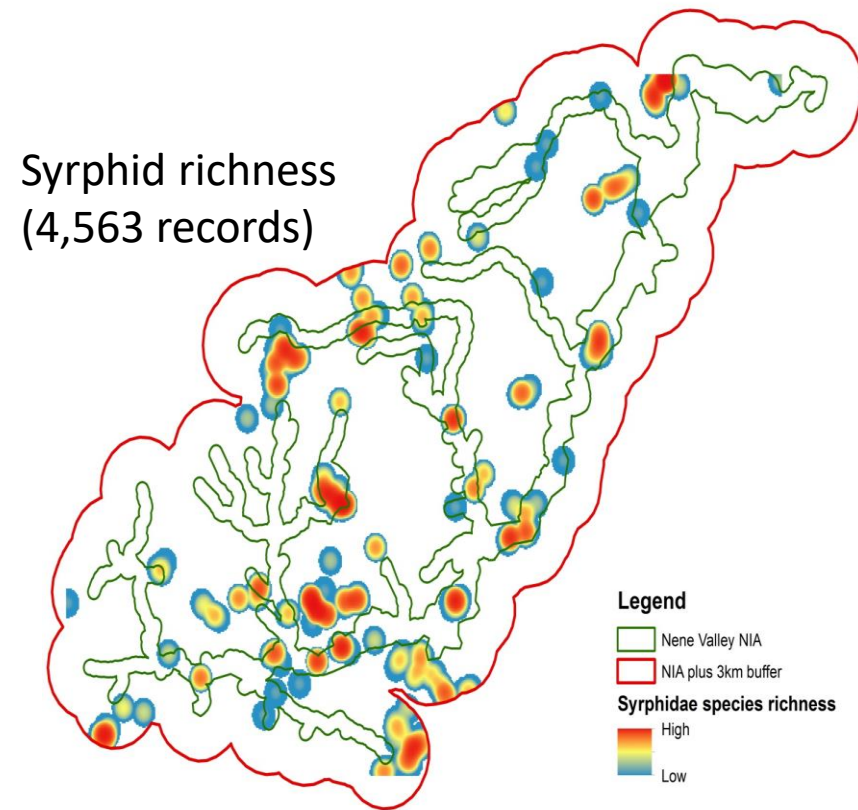 Syrphid richness
(4,563 records)
Legend
Nene Valley NIA
NIA plus 3km buffer
Syrphidae species richness
High
Low